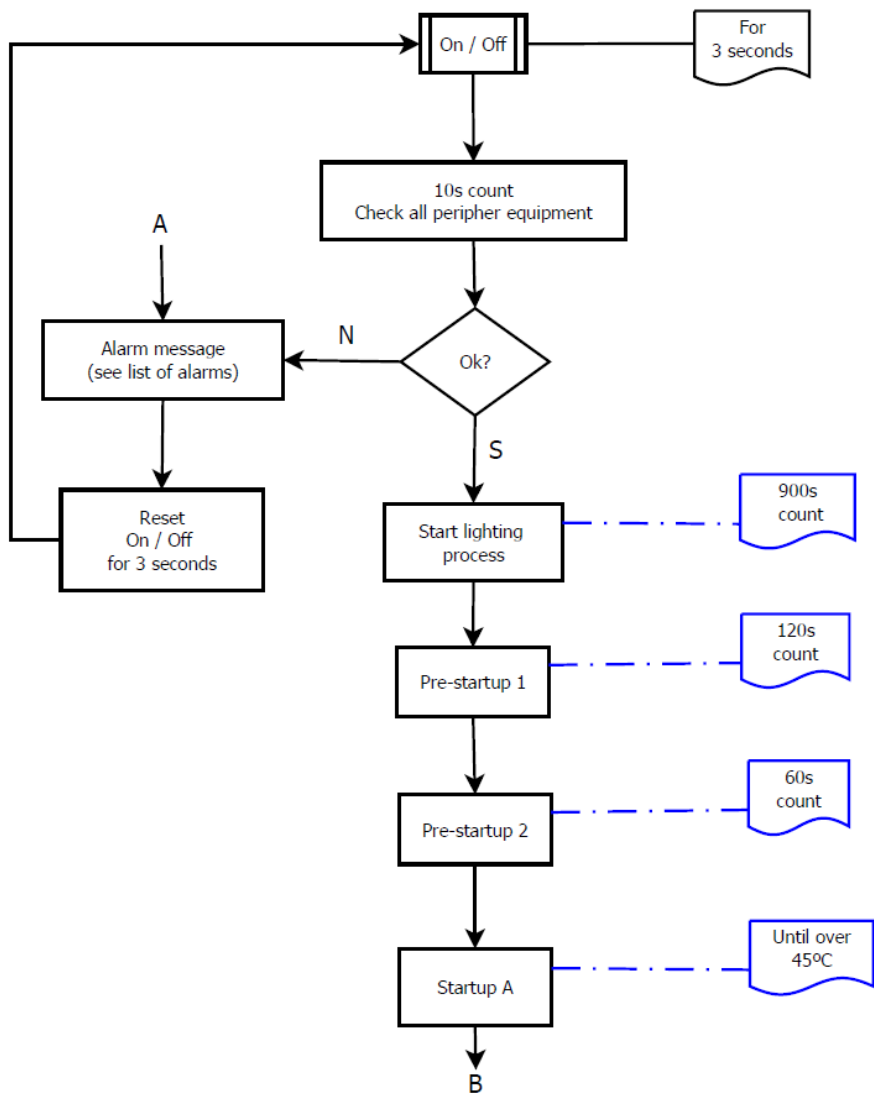 On / Off
For
3 seconds
10s count
Check all peripher equipment
A
Alarm message
(see list of alarms)
N
Ok?
S
Reset
On / Off
for 3 seconds
Start lighting
process
900s
count
Pre-startup 1
120s
count
Pre-startup 2
60s
count
Startup A
Until over
45ºC
B